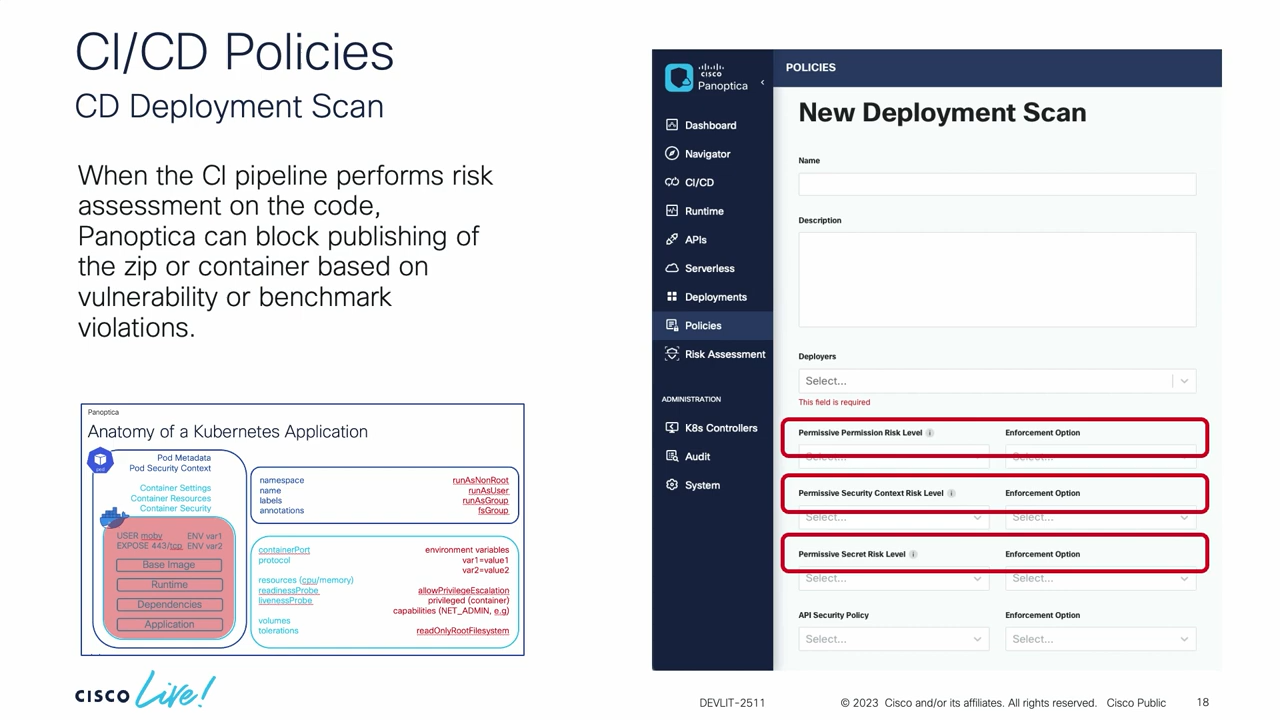 CI/CD Policies
CD Deployment Scan
When the CI pipeline performs risk
assessment on the code,
Panoptica can block publishing of
the zip or container based on
vulnerability or benchmark
violations.
Panoptica
Anatomy of a Kubernetes Application
pod
Pod Metadata
Pod Security Context
Container Settings
Container Resources
Container Security
USER moby ENV var1
EXPOSE 443/tcp ENV var2
Base Image
Runtime
Dependencies
Application
namespace runAsNonRoot
name runAsUser
labels runAsGroup
annotations fsGroup
containerPort environment variables
protocol var1=value1
var2=value2
resources (cpu/memory)
readinessProbe allowPrivilegeEscalation
livenessProbe privileged (container)
capabilities (NET_ADMIN, e.g)
volumes
tolerations readOnlyRootFilesystem
CISCO
Panoptica
Dashboard
Navigator
CI/CD
Runtime
APIs
Serverless
Deployments
Policies
Risk Assessment
ADMINISTRATION
K8s Controllers
Audit
System
POLICIES
New Deployment Scan
Name
Description
Deployers
Select...
This field is required
Permissive Permission Risk Level Enforcement Option
Select... Select...
Permissive Security Context Risk Level Enforcement Option
Select... Select...
Permissive Secret Risk Level Enforcement Option
Select... Select...
API Security Policy Enforcement Option
Select... Select...
CISCO Live!
DEVLIT-2511
© 2023 Cisco and/or its affiliates. All rights reserved. Cisco Public
18